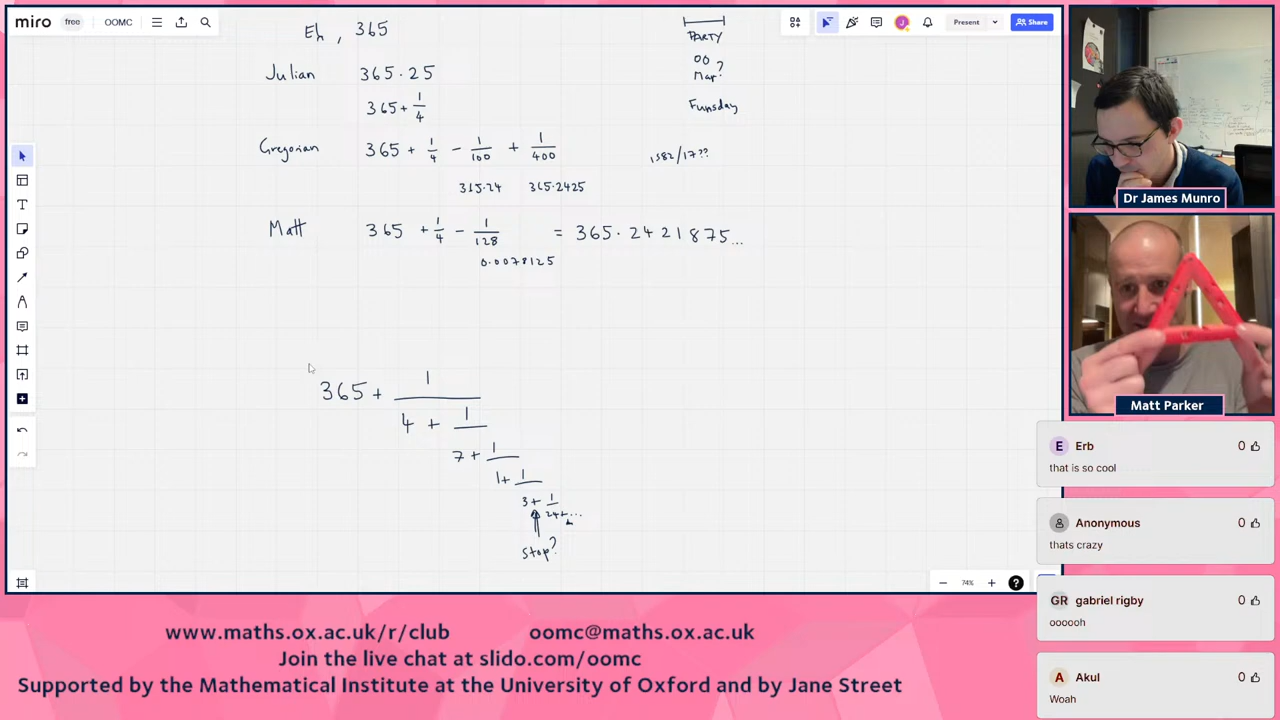 miro free OOMC Present Share
Eh, 365
PARTY
00
Mar?
Julian 365.25
365 + 1/4
Funsday
Gregorian 365 + 1/4 - 1/100 + 1/400
1582/17??
365.24 365.2425
Matt 365 + 1/4 - 1/128 = 365.2421875...
0.0078125
365 + 1
4 + 1
7 + 1
1 + 1
3 + 1
24+...
Stop?
74%
Dr James Munro
Matt Parker
E Erb 0
that is so cool
Anonymous 0
thats crazy
GR gabriel rigby 0
oooooh
A Akul 0
Woah
www.maths.ox.ac.uk/r/club oomc@maths.ox.ac.uk
Join the live chat at slido.com/oomc
Supported by the Mathematical Institute at the University of Oxford and by Jane Street